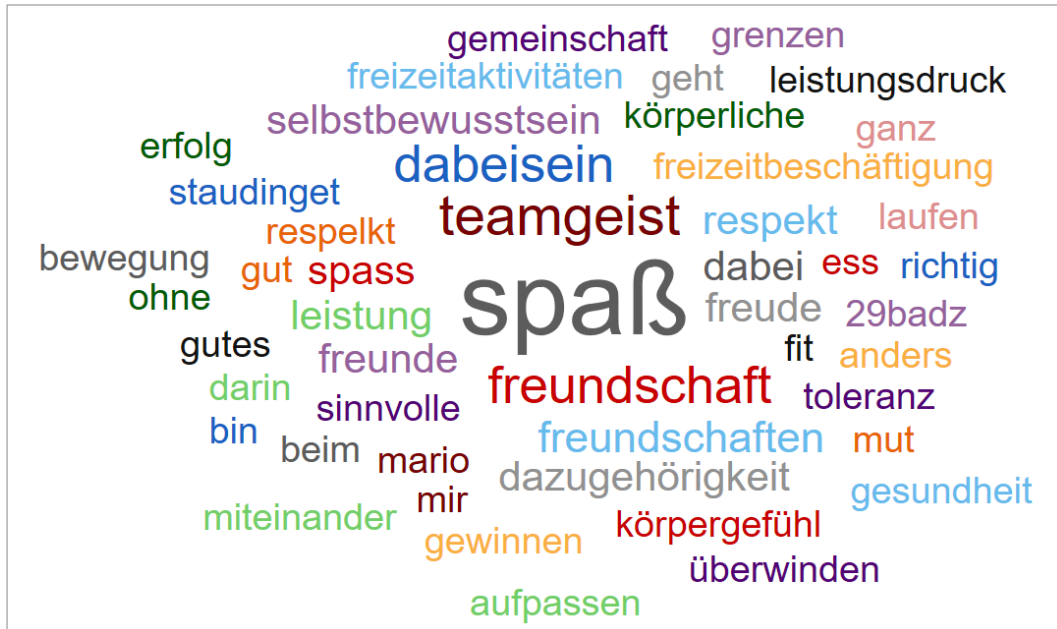 gemeinschaft grenzen
freizeitaktivitäten geht leistungsdruck
selbstbewusstsein körperliche ganz
erfolg dabeisein freizeitbeschäftigung
staudinget teamgeist respekt laufen
respelkt
bewegung gut spass dabei ess richtig
ohne leistung spaß freude 29badz
gutes freunde fit anders
darin sinnvolle freundschaft toleranz
bin beim freundschaften mut
mario dazugehörigkeit
mir gesundheit
miteinander gewinnen körpergefühl
überwinden
aufpassen